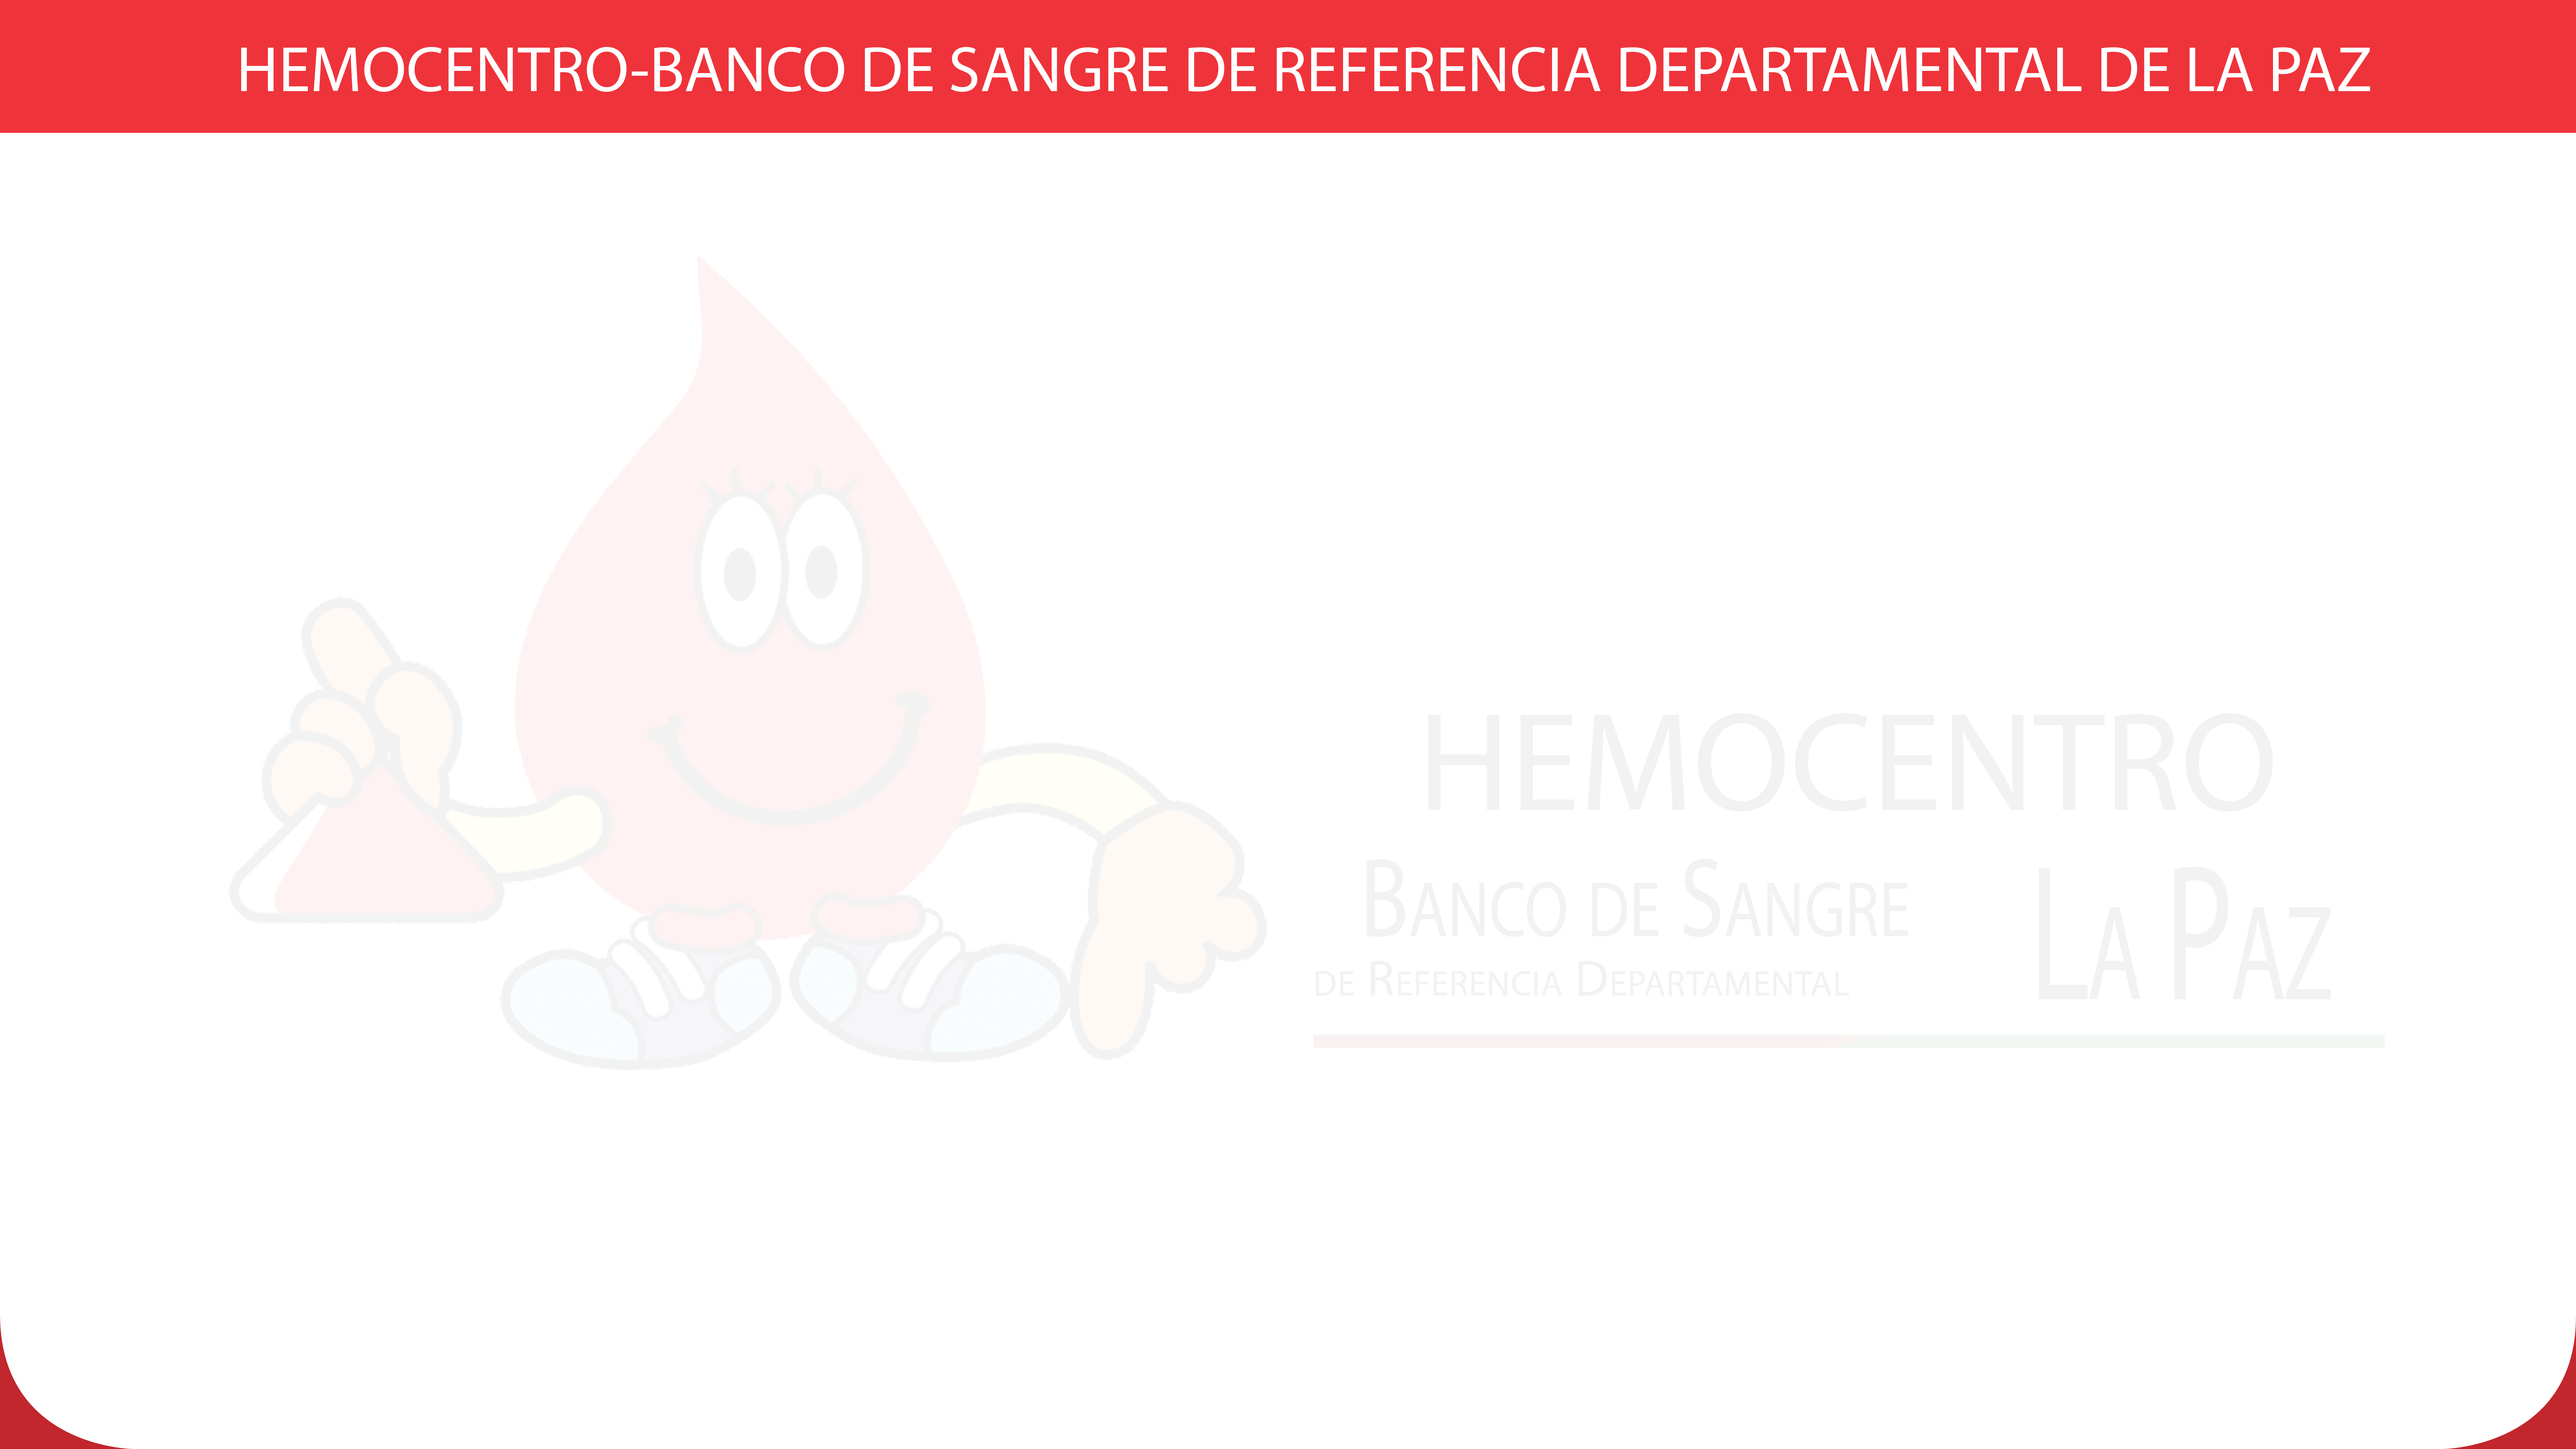 HEMOCENTRO-BANCO DE SANGRE DE REFERENCIA DEPARTAMENTAL DE LA PAZ
HEMOCENTRO
BANCO DE SANGRE
DE REFERENCIA DEPARTAMENTAL
LA PAZ